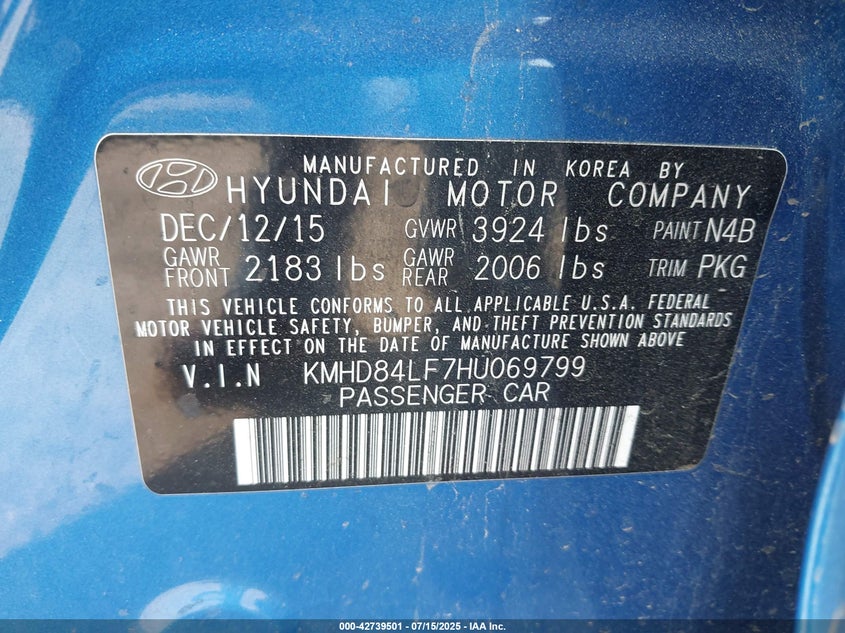 MANUFACTURED IN KOREA BY
HYUNDAI MOTOR COMPANY
DEC/12/15 GVWR 3924 lbs PAINT N4B
GAWR FRONT 2183 lbs GAWR REAR 2006 lbs TRIM PKG
THIS VEHICLE CONFORMS TO ALL APPLICABLE U.S.A. FEDERAL
MOTOR VEHICLE SAFETY, BUMPER, AND THEFT PREVENTION STANDARDS
IN EFFECT ON THE DATE OF MANUFACTURE SHOWN ABOVE
V.I.N KMHD84LF7HU069799
PASSENGER CAR
000-42739501 - 07/15/2025 - IAA Inc.